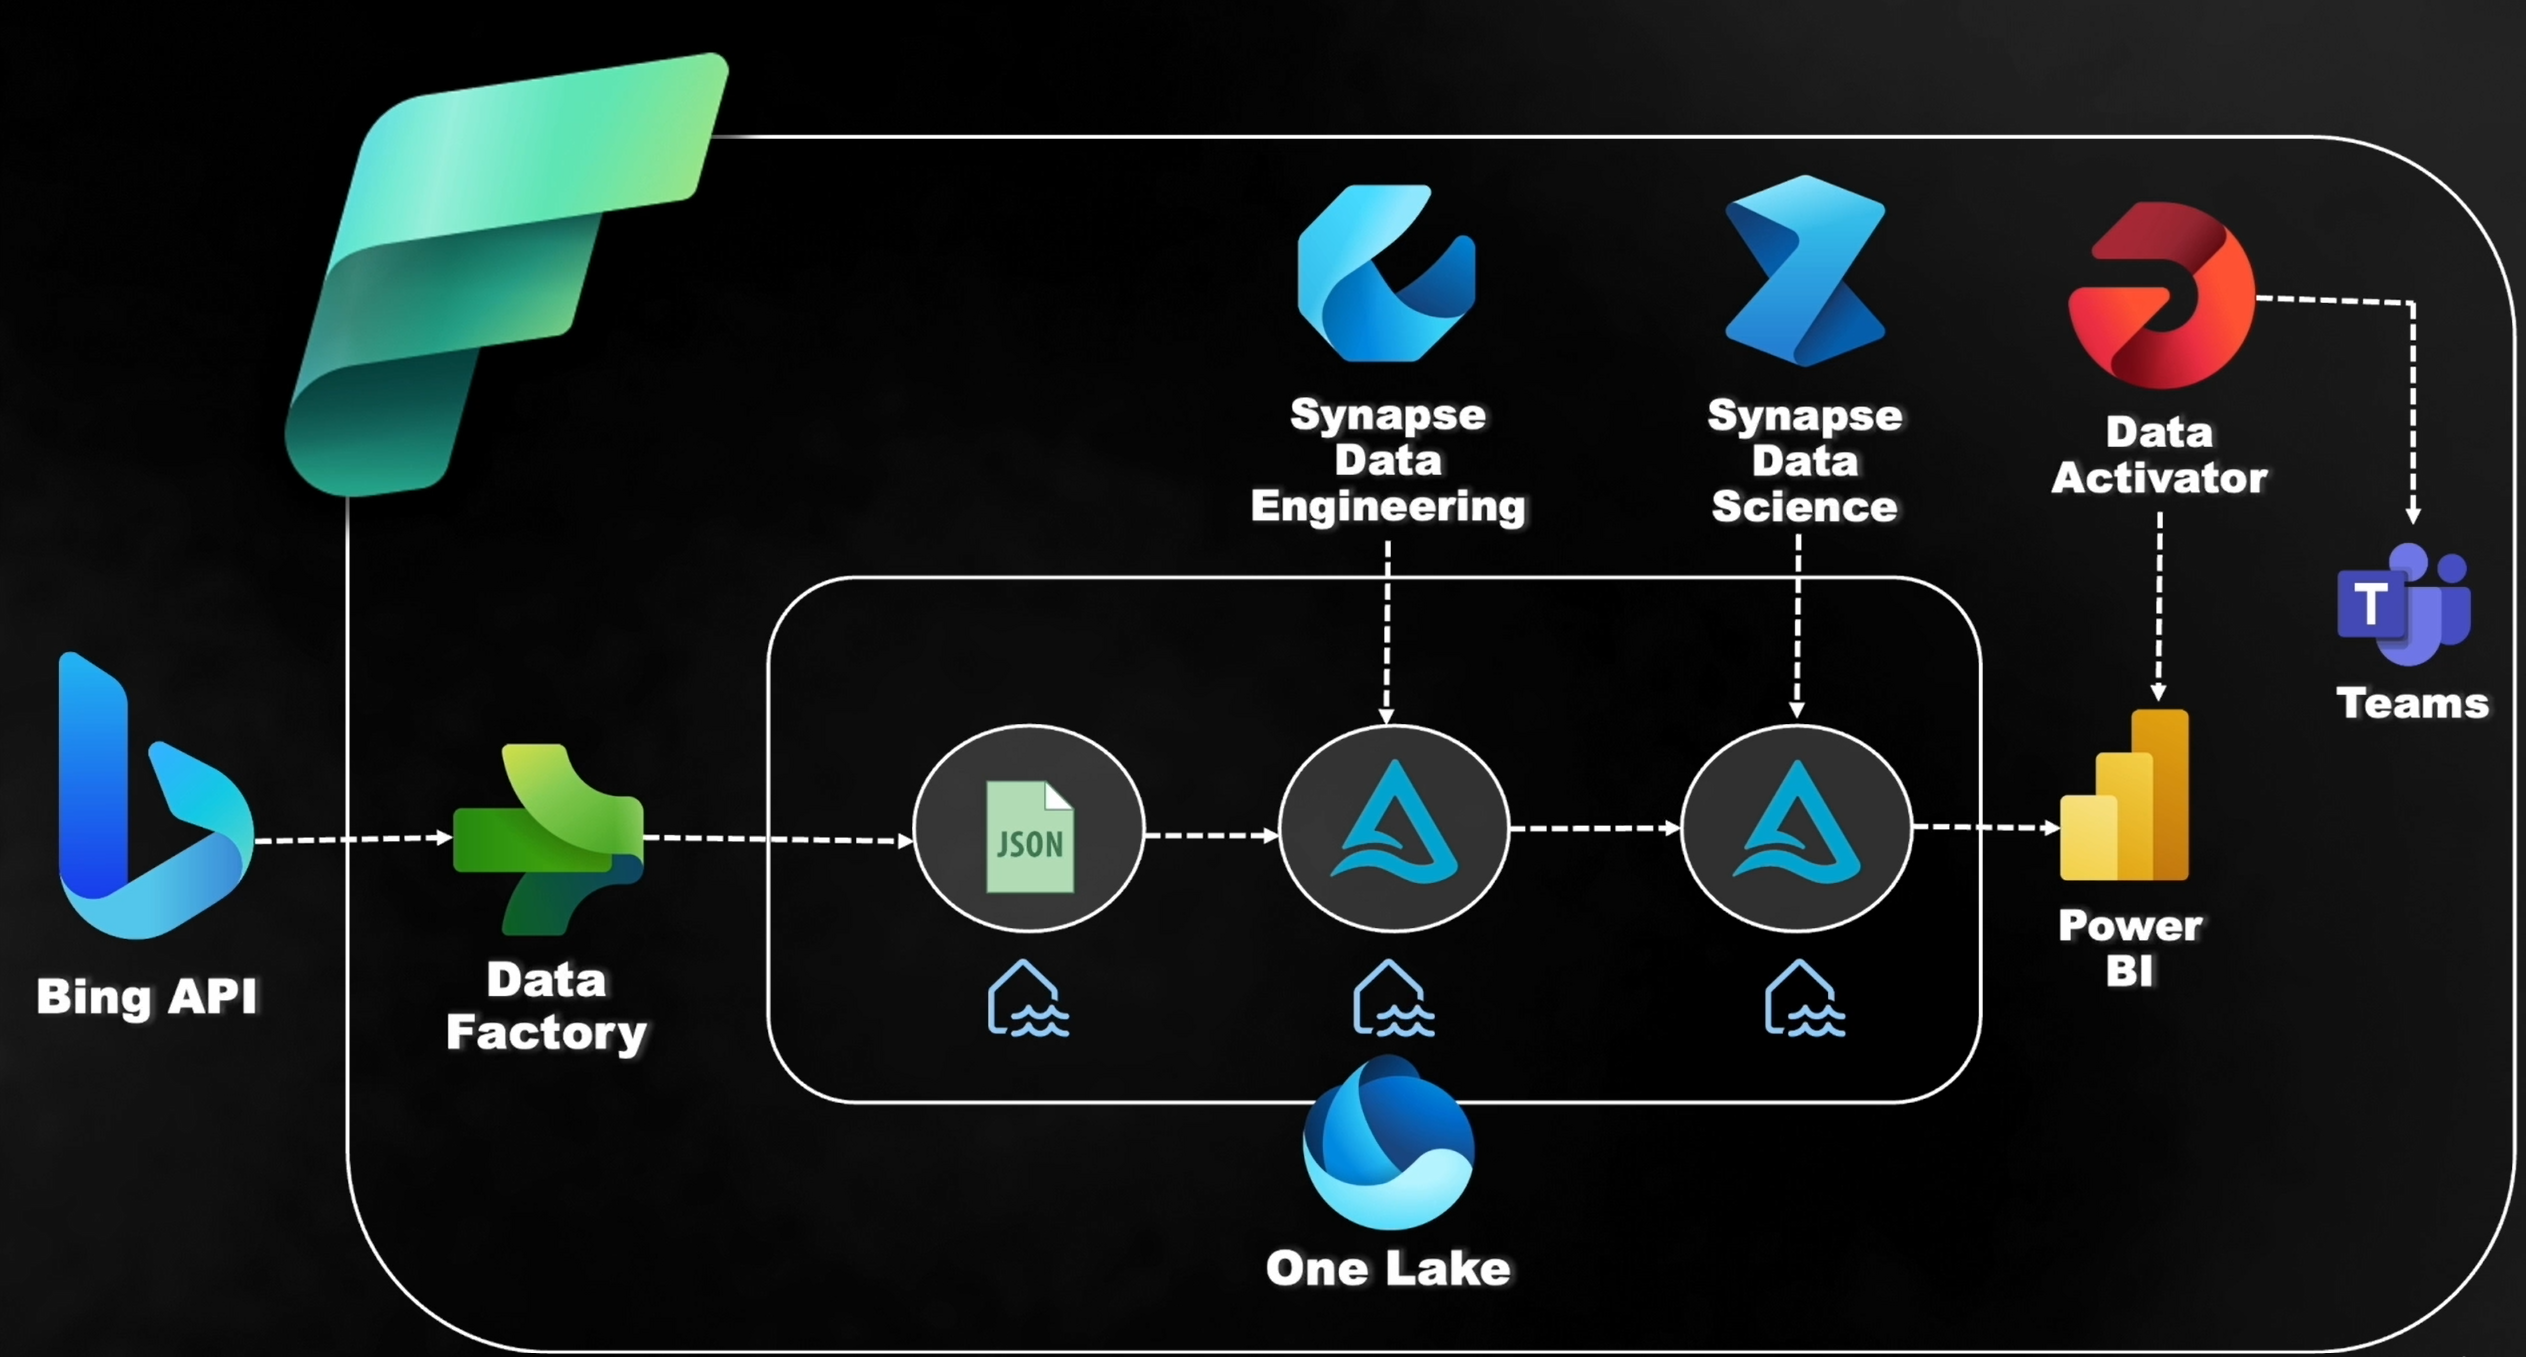 Synapse
Data
Engineering
Synapse
Data
Science
Data
Activator
T
Teams
JSON
Bing API
Data
Factory
Power
BI
One Lake